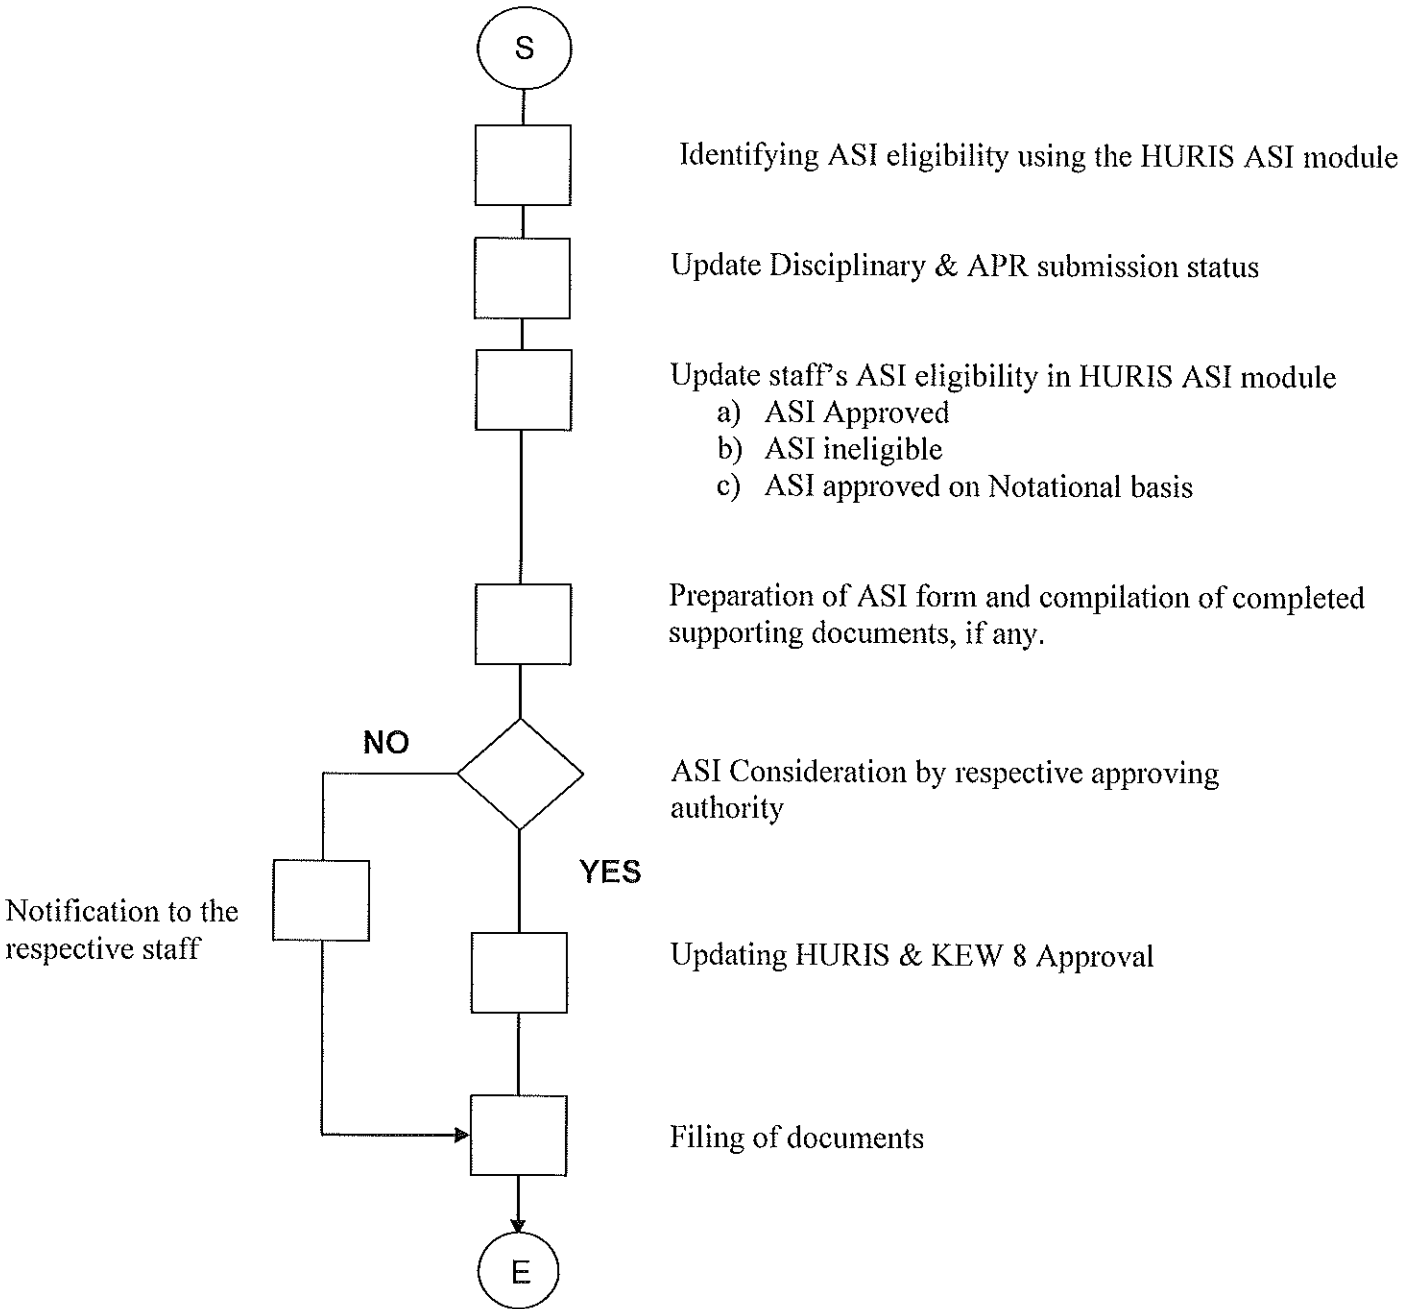 S
Identifying ASI eligibility using the HURIS ASI module
Update Disciplinary & APR submission status
Update staff's ASI eligibility in HURIS ASI module
a) ASI Approved
b) ASI ineligible
c) ASI approved on Notational basis
Preparation of ASI form and compilation of completed
supporting documents, if any.
NO
ASI Consideration by respective approving
authority
YES
Notification to the
respective staff
Updating HURIS & KEW 8 Approval
Filing of documents
E